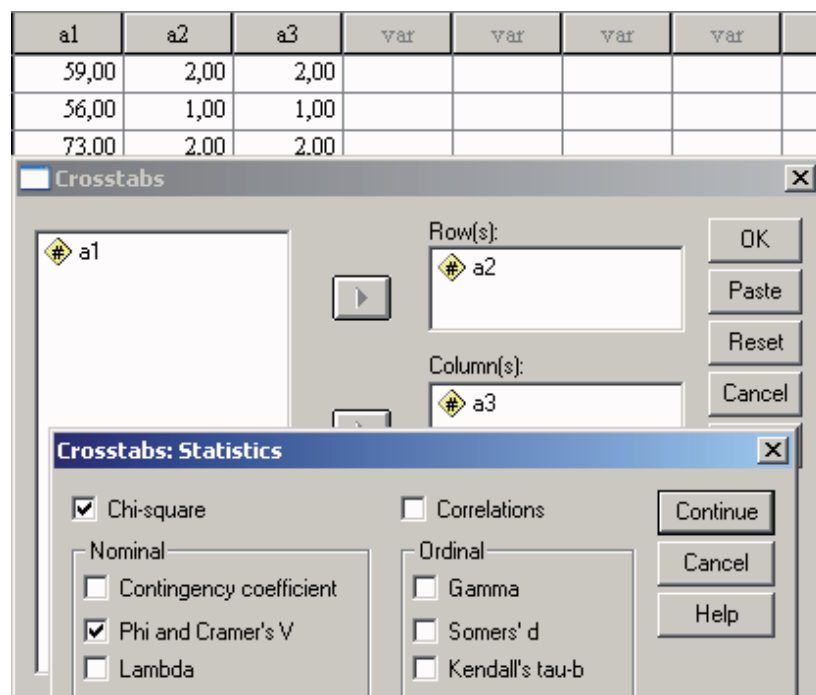 a1 a2 a3 var var var var
59,00 2,00 2,00
56,00 1,00 1,00
73,00 2,00 2,00
Crosstabs
a1
Row(s):
a2
OK
Paste
Reset
Cancel
Column(s):
a3
Crosstabs: Statistics
Chi-square
Correlations
Continue
Cancel
Help
Nominal
Contingency coefficient
Phi and Cramer's V
Lambda
Ordinal
Gamma
Somers' d
Kendall's tau-b